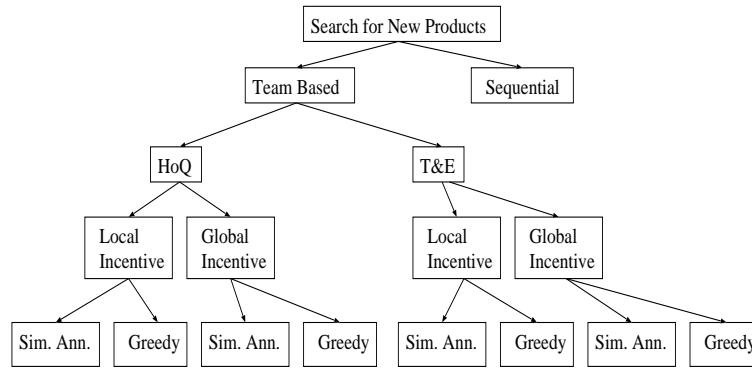 Search for New Products
Team Based
Sequential
HoQ
T&E
Local
Incentive
Global
Incentive
Local
Incentive
Global
Incentive
Sim. Ann.
Greedy
Sim. Ann.
Greedy
Sim. Ann.
Greedy
Sim. Ann.
Greedy